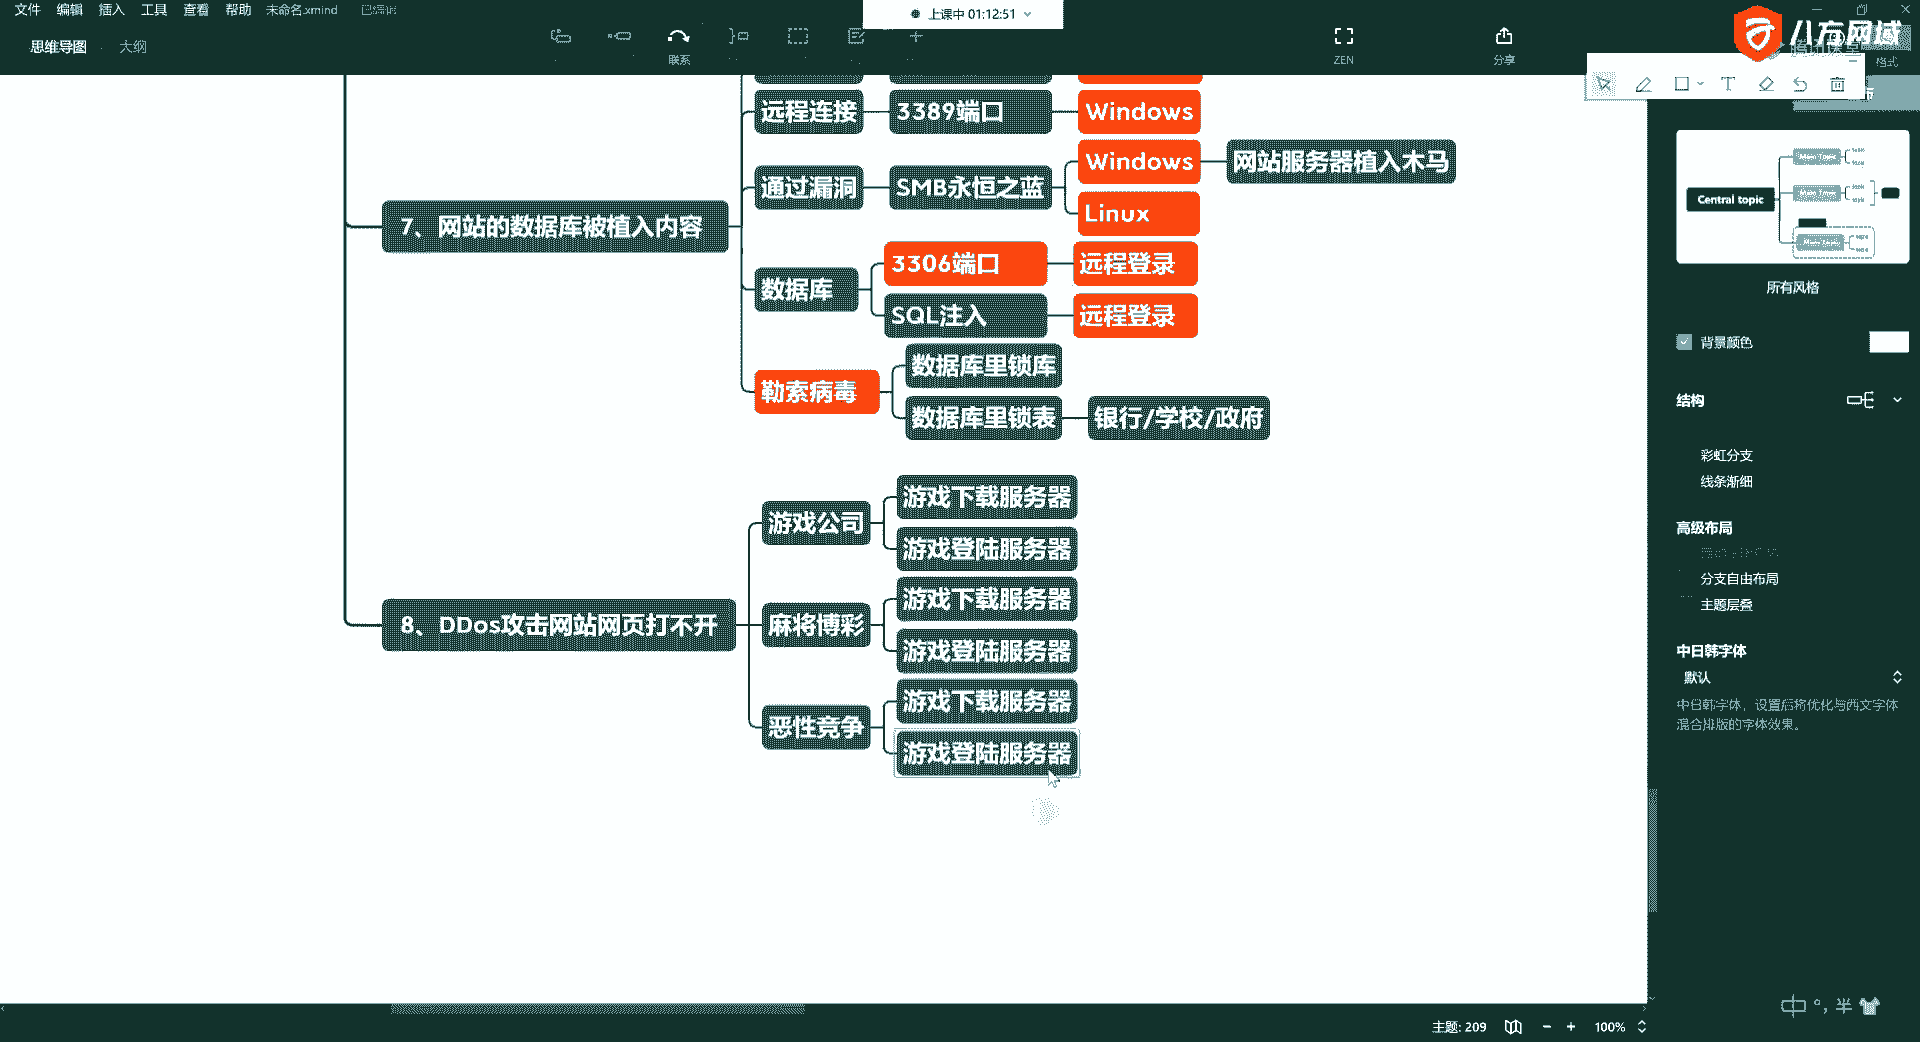 文件 编辑 插入 工具 查看 帮助 未命名.xmind 已编辑
上课中 01:12:51
思维导图 大纲
联系
ZEN
分享
八方网域
腾讯课堂
格式
远程连接 3389端口 Windows
通过漏洞 SMB永恒之蓝 Windows 网站服务器植入木马
Linux
7、网站的数据库被植入内容
数据库 3306端口 远程登录
SQL注入 远程登录
勒索病毒 数据库里锁库
数据库里锁表 银行/学校/政府
8、DDos攻击网站网页打不开
游戏公司 游戏下载服务器
游戏登陆服务器
麻将博彩 游戏下载服务器
游戏登陆服务器
恶性竞争 游戏下载服务器
游戏登陆服务器
Central topic
Main Topic
Main Topic
Main Topic
所有风格
背景颜色
结构
彩虹分支
线条渐细
高级布局
分支自由布局
主题层叠
中日韩字体
默认
中日韩字体，设置后将优化与西文字体
混合排版的字体效果。
中 °, 半
主题: 209 100%